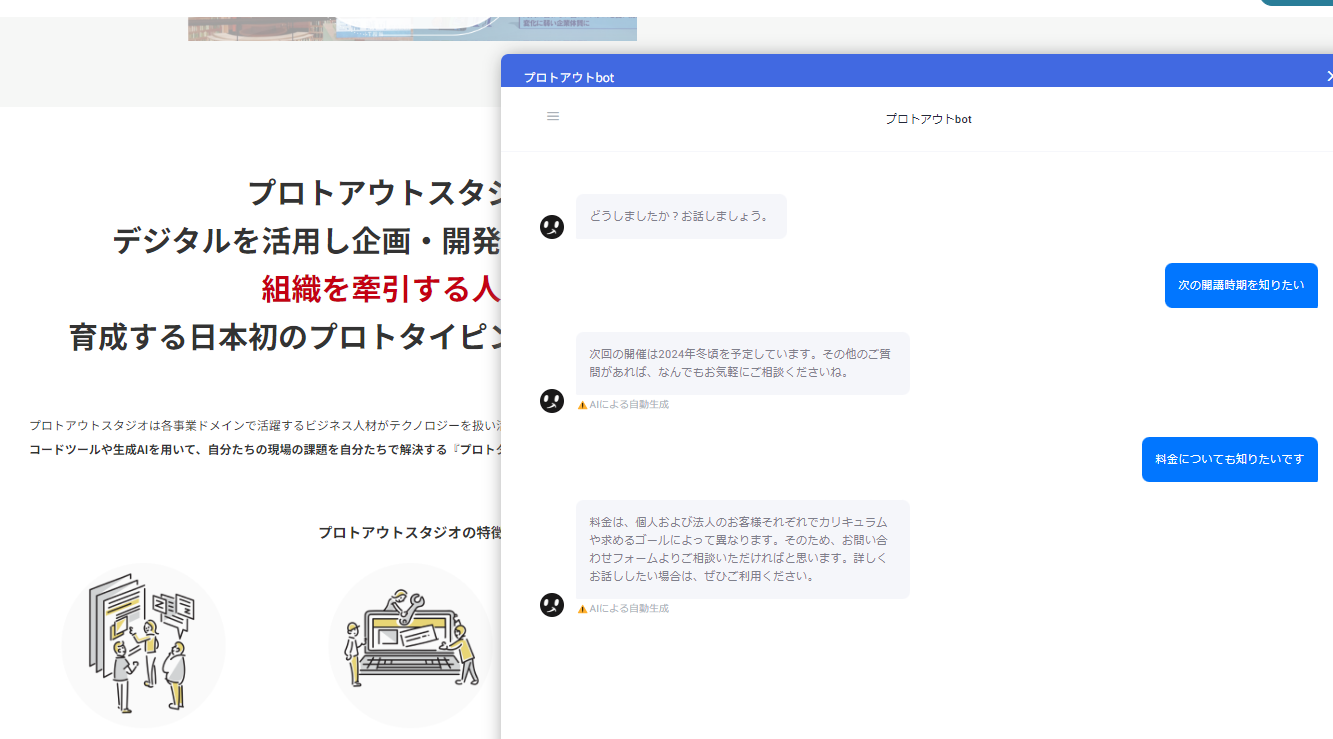 変化に強い企業体質に
プロトアウトbot
プロトアウトbot
プロトアウトスタジ
デジタルを活用し企画・開発
組織を牽引する人
育成する日本初のプロトタイピン
プロトアウトスタジオは各事業ドメインで活躍するビジネス人材がテクノロジーを扱い
コードツールや生成AIを用いて、自分たちの現場の課題を自分たちで解決する『プロトタ
プロトアウトスタジオの特徴
どうしましたか？お話しましょう。
次の開講時期を知りたい
次回の開催は2024年冬頃を予定しています。その他のご質
問があれば、なんでもお気軽にご相談くださいね。
AIによる自動生成
料金についても知りたいです
料金は、個人および法人のお客様それぞれでカリキュラム
や求めるゴールによって異なります。そのため、お問い合
わせフォームよりご相談いただければと思います。詳しく
お話ししたい場合は、ぜひご利用ください。
AIによる自動生成